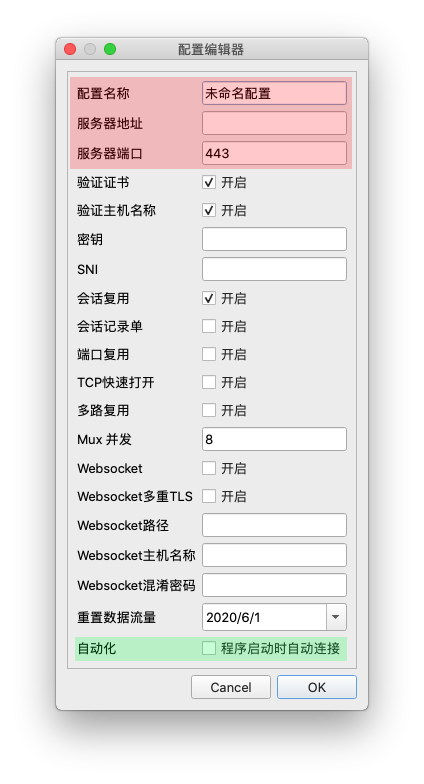 配置编辑器
配置名称 未命名配置
服务器地址
服务器端口 443
验证证书 开启
验证主机名称 开启
密钥
SNI
会话复用 开启
会话记录单 开启
端口复用 开启
TCP快速打开 开启
多路复用 开启
Mux 并发 8
Websocket 开启
Websocket多重TLS 开启
Websocket路径
Websocket主机名称
Websocket混淆密码
重置数据流量 2020/6/1
自动化 程序启动时自动连接
Cancel OK